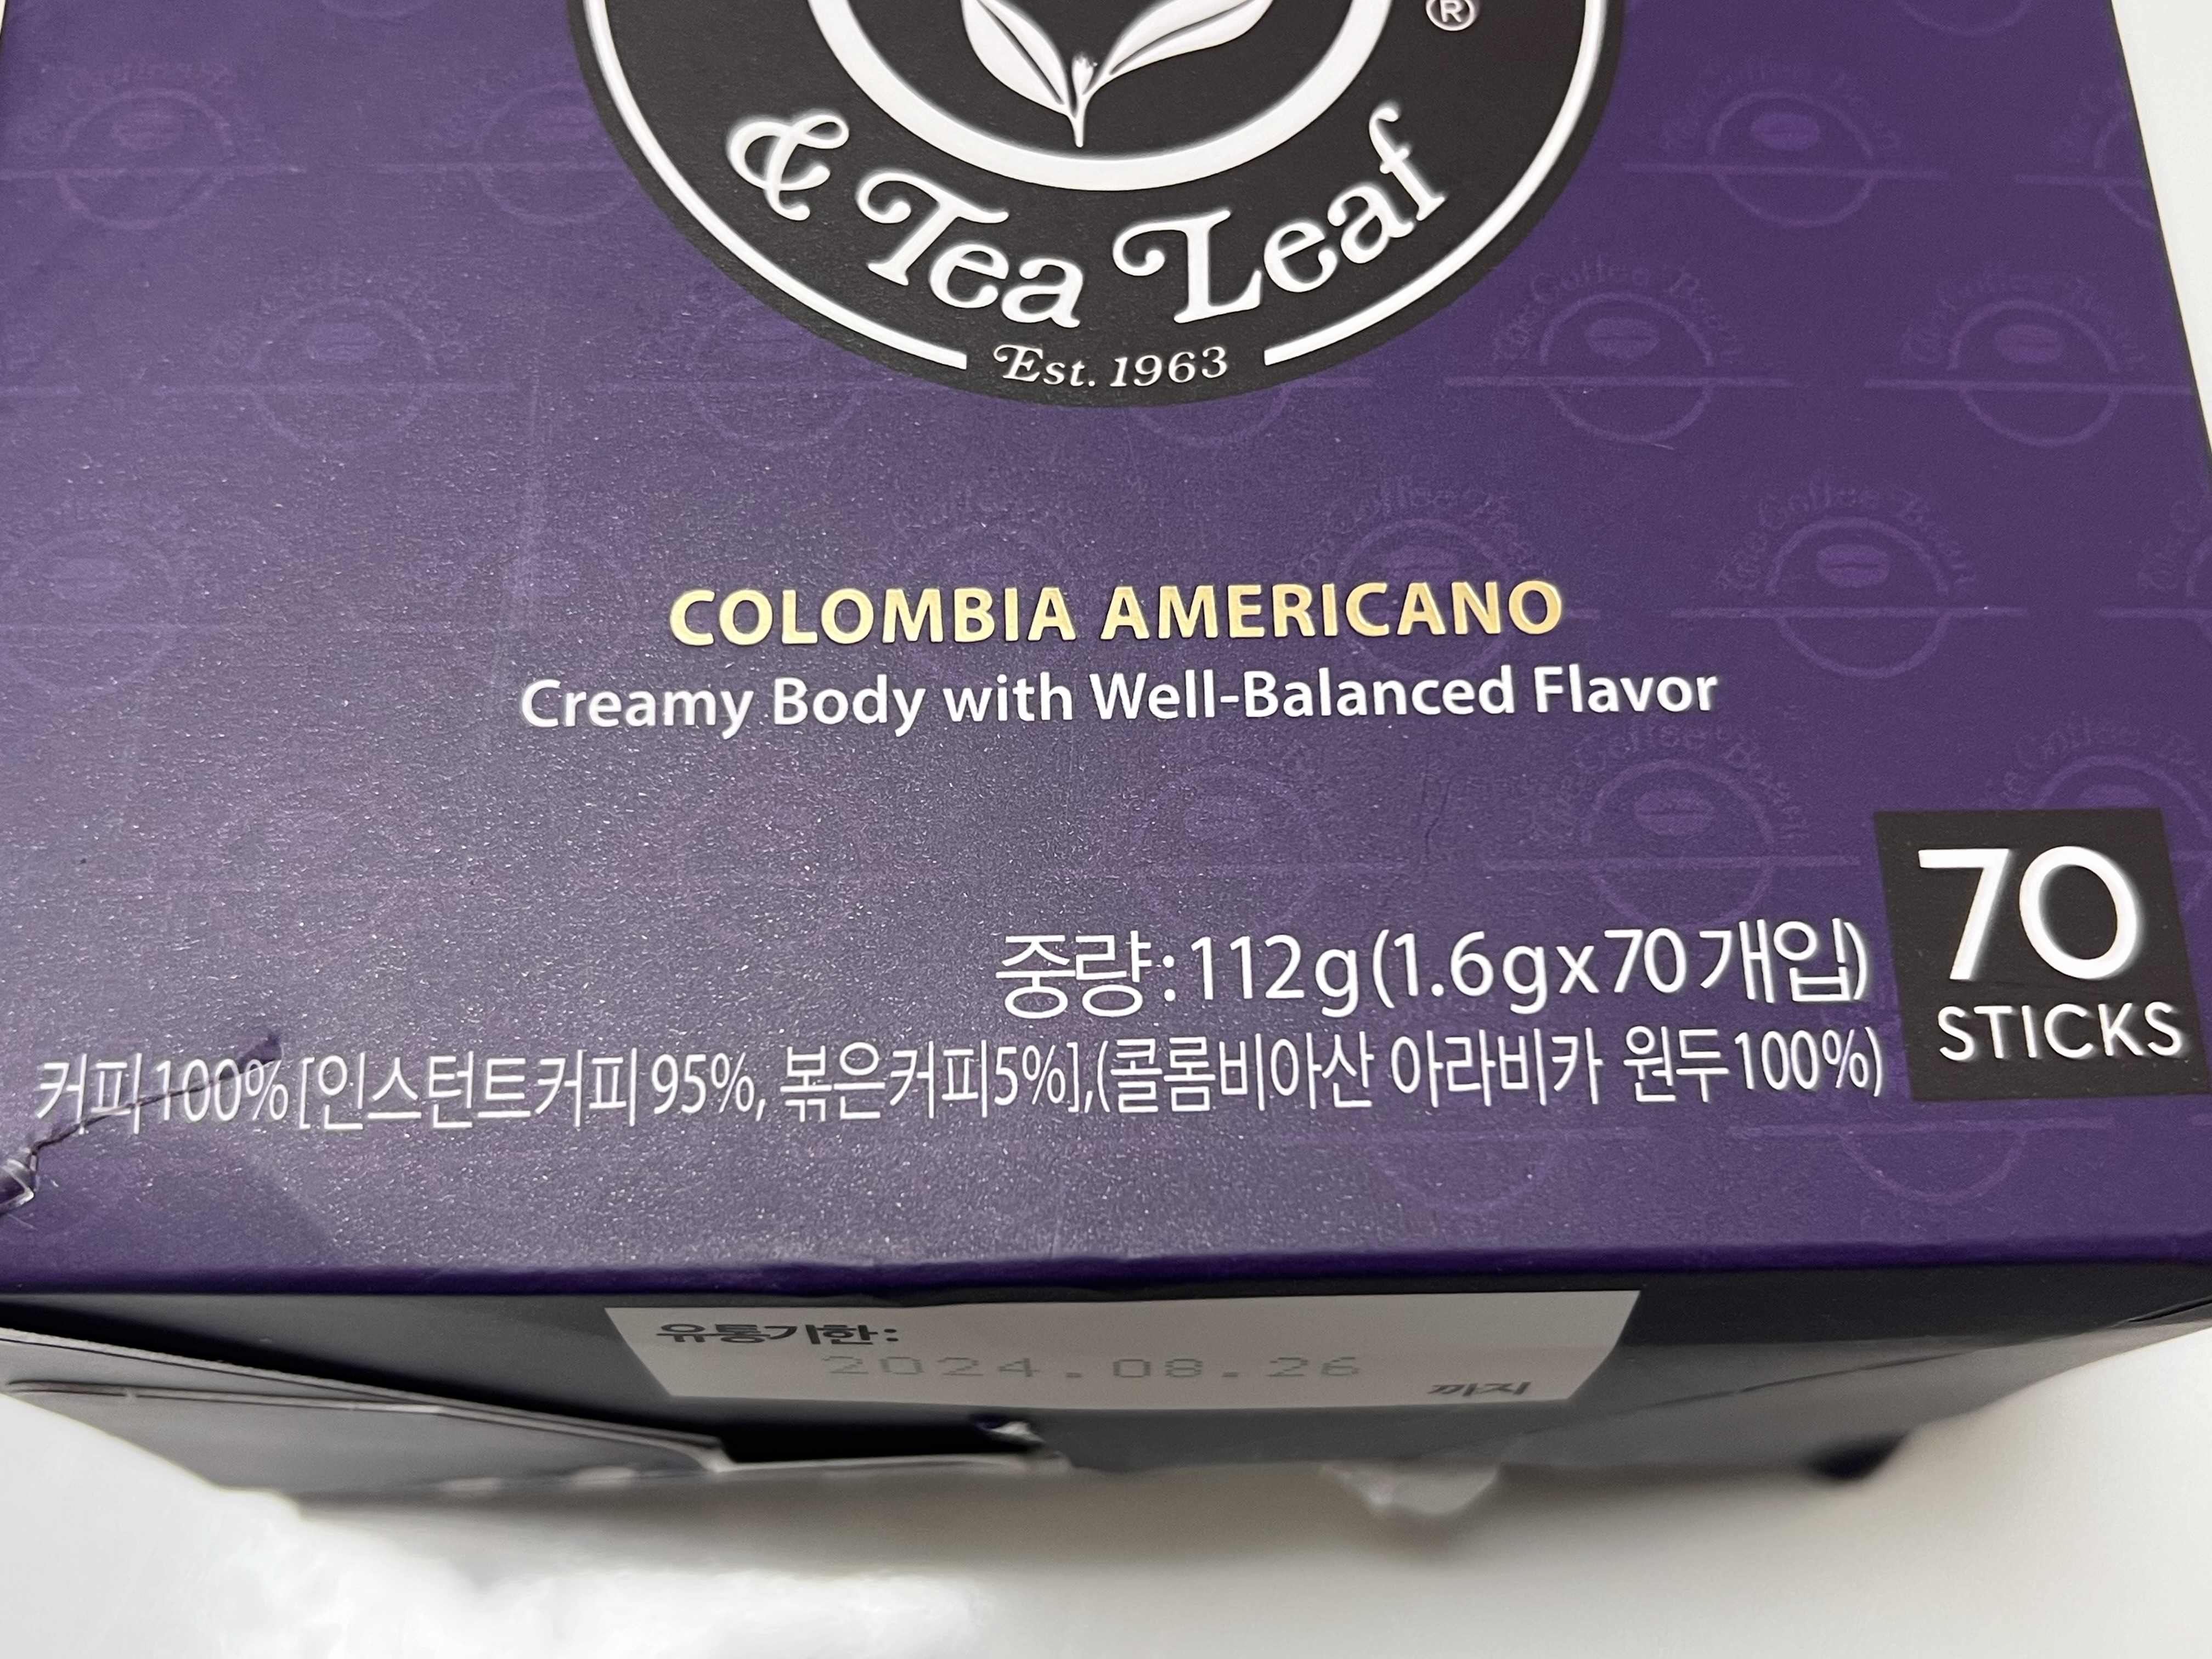 ®
& Tea Leaf
Est. 1963
COLOMBIA AMERICANO
Creamy Body with Well-Balanced Flavor
70
STICKS
중량:112g(1.6gx70개입)
커피100%[인스턴트커피95%, 볶은커피5%],(콜롬비아산 아라비카 원두100%)
유통기한:
2024.08.26
까지